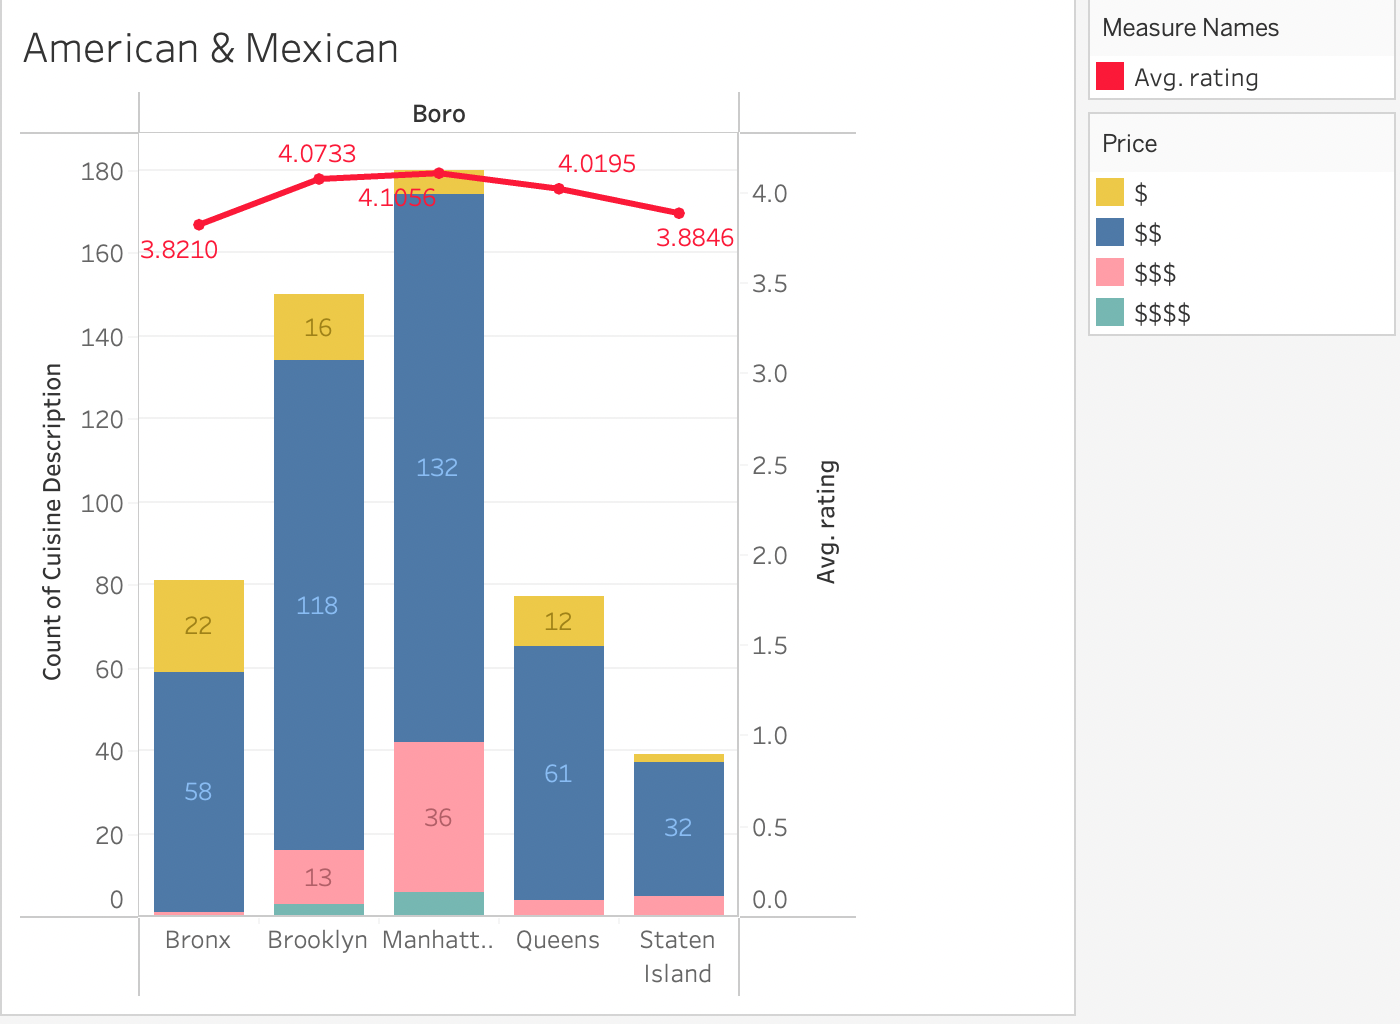 American & Mexican
Boro
180
160
140
120
100
80
60
40
20
0
Count of Cuisine Description
3.8210
4.0733
4.1056
4.0195
3.8846
22
58
16
118
13
132
36
12
61
32
4.0
3.5
3.0
2.5
2.0
1.5
1.0
0.5
0.0
Avg. rating
Bronx
Brooklyn
Manhatt..
Queens
Staten
Island
Measure Names
Avg. rating
Price
$
$$
$$$
$$$$